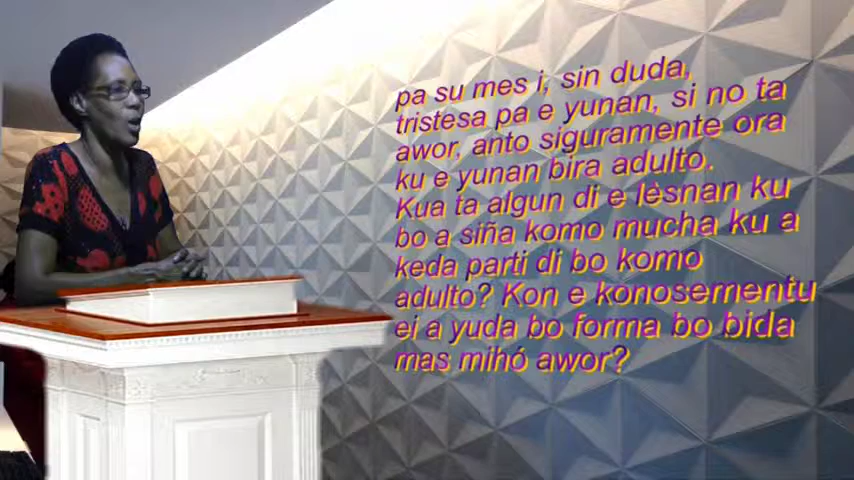 pa su mes i, sin duda,
tristesa pa e yunan, si no ta
awor, anto siguramente ora
ku e yunan bira adulto.
Kua ta algun di e lèsnan ku
bo a siña komo mucha ku a
keda parti di bo komo
adulto? Kon e konosementu
ei a yuda bo forma bo bida
mas mihó awor?